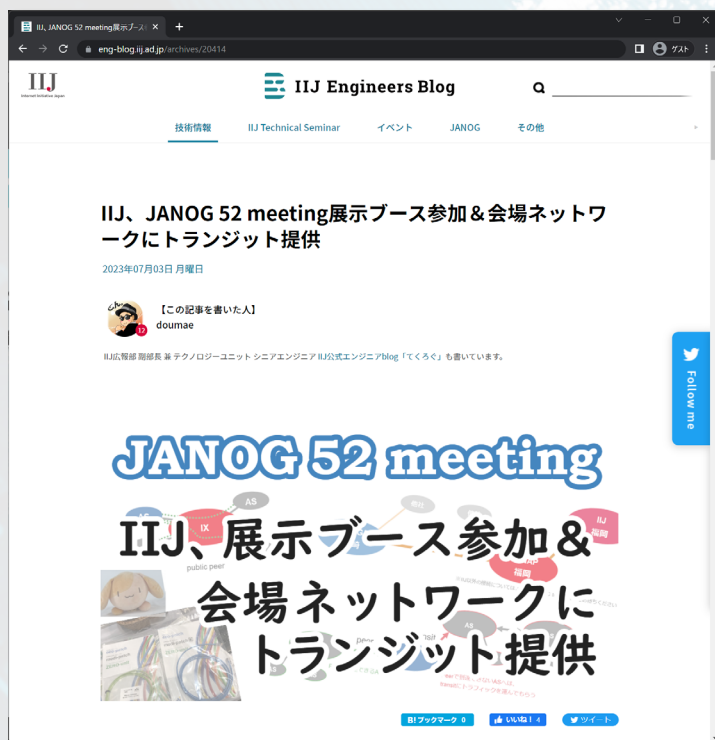 IIJ、JANOG 52 meeting展示ブース
eng-blog.iij.ad.jp/archives/20414
ゲスト
IIJ
Internet Initiative Japan
IIJ Engineers Blog
技術情報
IIJ Technical Seminar
イベント
JANOG
その他
IIJ、JANOG 52 meeting展示ブース参加＆会場ネットワ
ークにトランジット提供
2023年07月03日 月曜日
【この記事を書いた人】
doumae
12
IIJ広報部 副部長 兼 テクノロジーユニット シニアエンジニア IIJ公式エンジニアblog「てくろぐ」も書いています。
Follow me
JANOG 52 meeting
AS
IX
public peer
IIJ
福岡
福岡
AS
IIJ、展示ブース参加＆
会場ネットワークに
トランジット提供
B!ブックマーク 0
いいね！ 4
ツイート